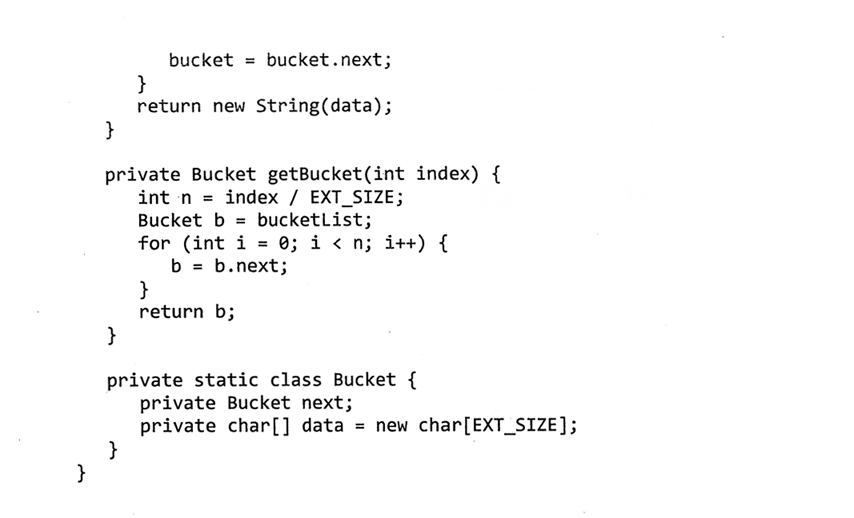 bucket = bucket.next;
}
return new String(data);
}
private Bucket getBucket(int index) {
int n = index / EXT_SIZE;
Bucket b = bucketList;
for (int i = 0; i < n; i++) {
b = b.next;
}
return b;
}
private static class Bucket {
private Bucket next;
private char[] data = new char[EXT_SIZE];
}
}